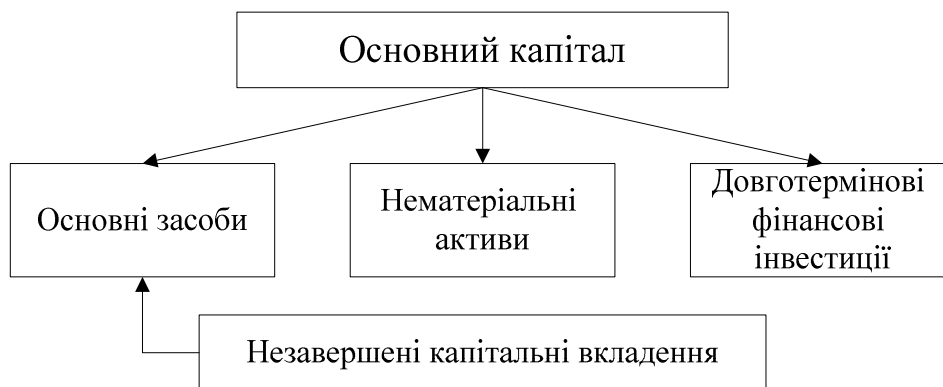 Основний капітал
Основні засоби
Нематеріальні
активи
Довготермінові
фінансові
інвестиції
Незавершені капітальні вкладення